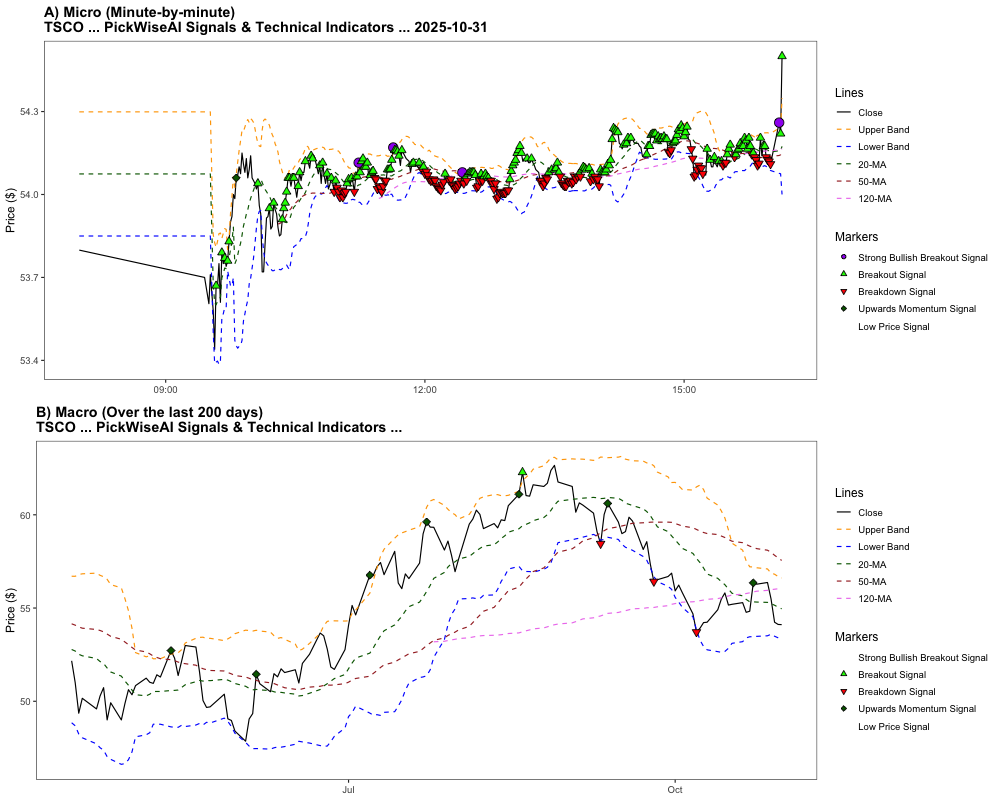 A) Micro (Minute-by-minute)
TSCO ... PickWiseAI Signals & Technical Indicators ... 2025-10-31
Price ($)
54.3
54.0
53.7
53.4
09:00
12:00
15:00
Lines
Close
Upper Band
Lower Band
20-MA
50-MA
120-MA
Markers
Strong Bullish Breakout Signal
Breakout Signal
Breakdown Signal
Upwards Momentum Signal
Low Price Signal
B) Macro (Over the last 200 days)
TSCO ... PickWiseAI Signals & Technical Indicators ...
Price ($)
60
55
50
Jul
Oct
Lines
Close
Upper Band
Lower Band
20-MA
50-MA
120-MA
Markers
Strong Bullish Breakout Signal
Breakout Signal
Breakdown Signal
Upwards Momentum Signal
Low Price Signal